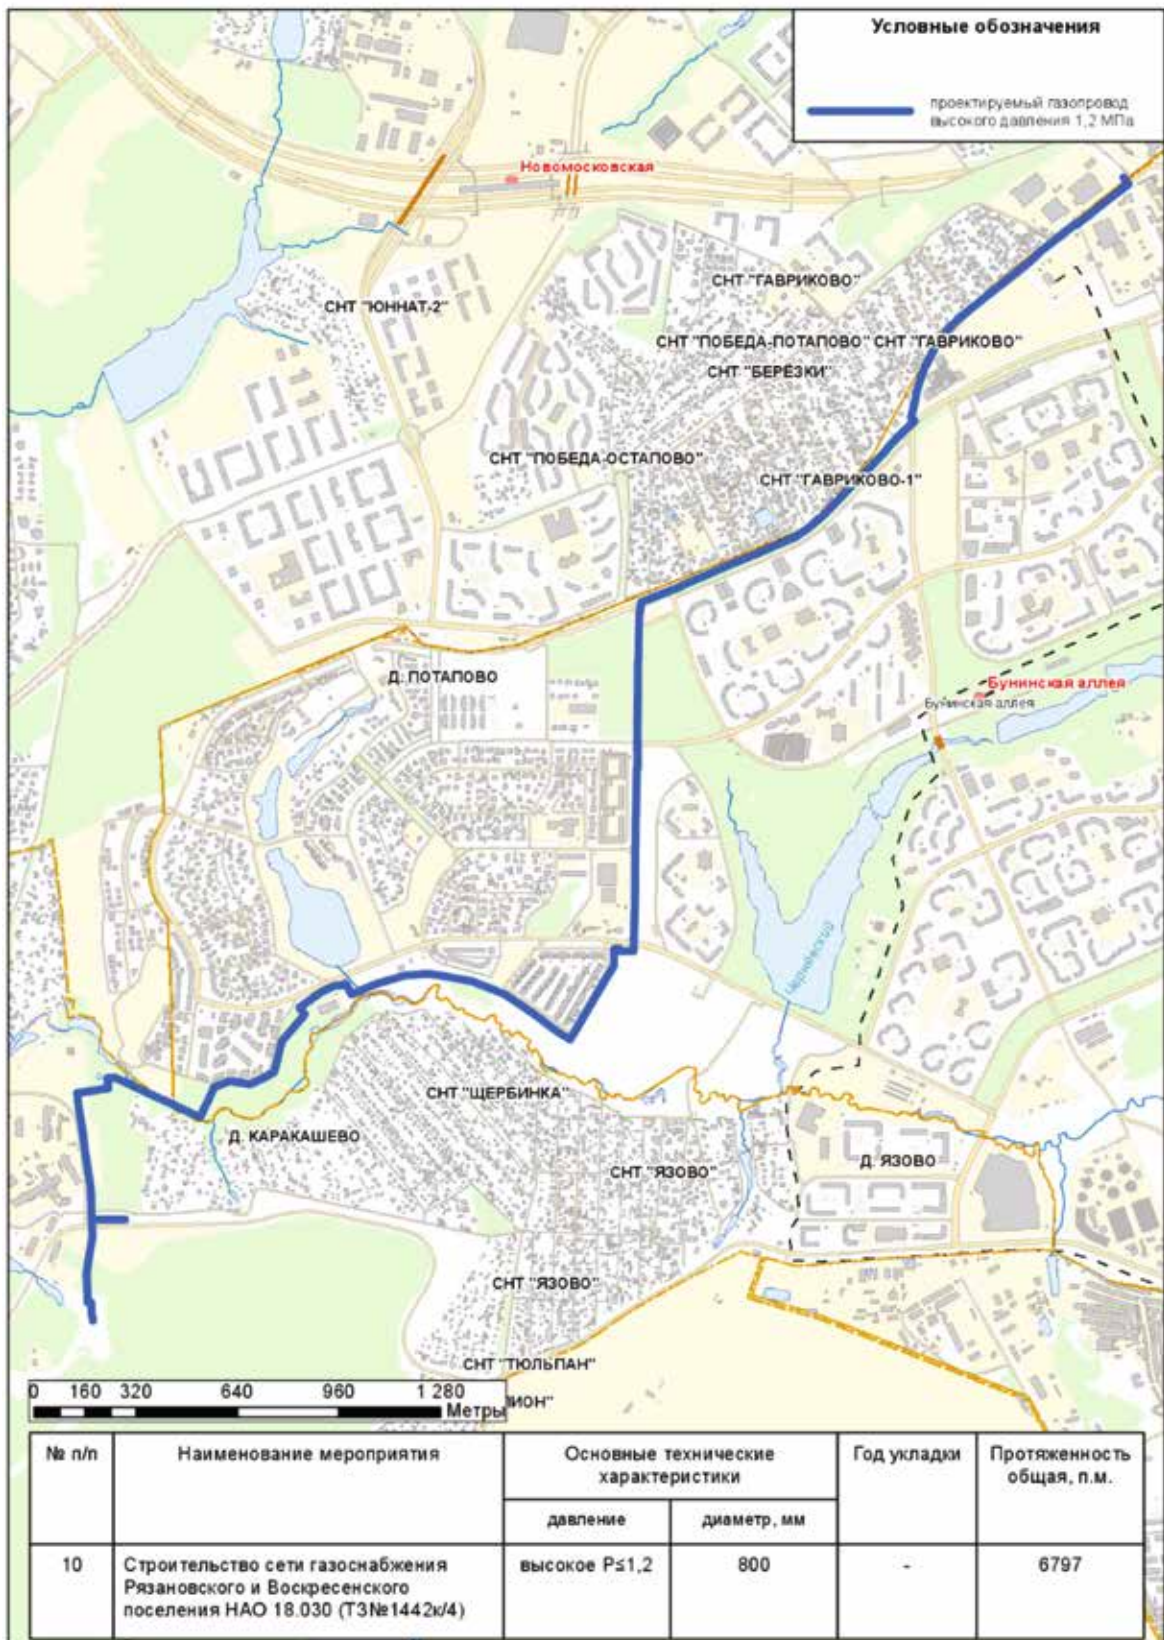 Условные обозначения
проектируемый газопровод
высокого давления 1,2 МПа
Новомосковская
СНТ "ГАВРИКОВО"
СНТ "ЮННАТ-2"
СНТ "ПОБЕДА-ПОТАПОВО" СНТ "ГАВРИКОВО"
СНТ "БЕРЁЗКИ"
СНТ "ПОБЕДА-ОСТАПОВО"
СНТ "ГАВРИКОВО-1"
Д. ПОТАПОВО
Бунинская аллея
Бунинская аллея
СНТ "ЩЕРБИНКА"
Д. КАРАКАШЕВО
СНТ "ЯЗОВО"
Д. ЯЗОВО
СНТ "ЯЗОВО"
СНТ "ТЮЛЬПАН"
ПИОН"
0 160 320 640 960 1 280
Метры
№ п/п Наименование мероприятия Основные технические характеристики Год укладки Протяженность общая, п.м.
давление диаметр, мм
10 Строительство сети газоснабжения высокое P≤1,2 800 - 6797
Рязановского и Воскресенского
поселения НАО 18.030 (ТЗ№1442к/4)